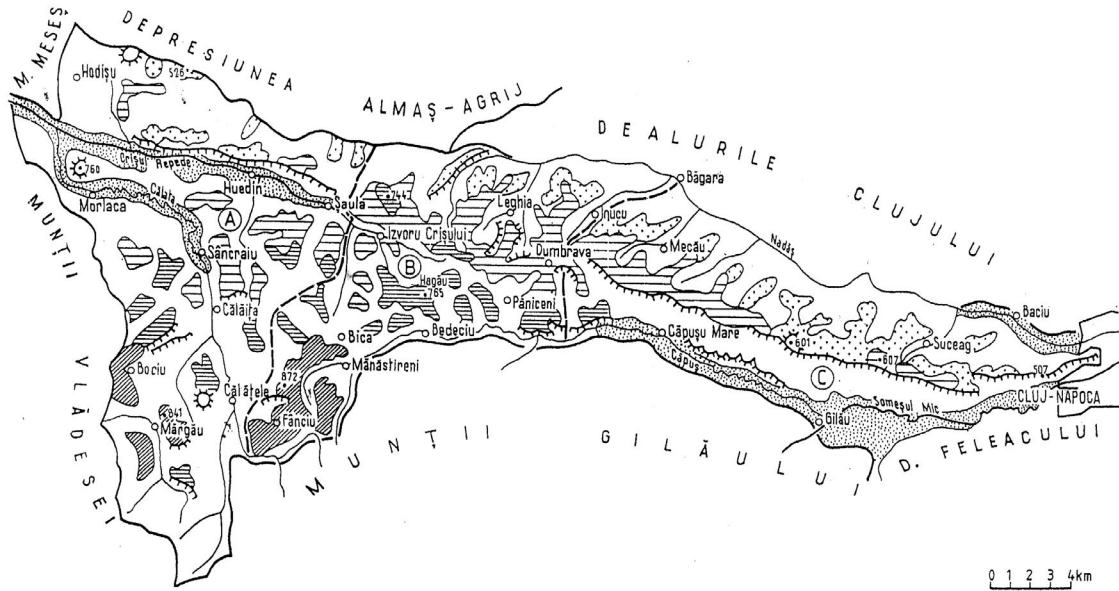 M. MESEȘ
DEPRESIUNEA
ALMAȘ-AGRIJ
DEALURILE
CLUJULUI
MUNȚII
VLĂDESEI
MUNȚII
GILĂULUI
D. FELEACULUI
Hodișu
526
Crișul Repede
760
Călata
Morlaca
Huedin
Șaula
744
A
Sâncraiu
Izvoru Crișului
B
Hagău
765
Leghia
Inucu
Băgara
Dumbrava
Mecău
Nadăș
Păniceni
Bica
Bedeciu
Căpușu Mare
Căpuș
601
607
Suceag
Baciu
507
C
CLUJ-NAPOCA
Someșul Mic
Gilău
Bociu
872
Mănăstireni
Călățele
Fânciu
841
Mărgău
0 1 2 3 4km